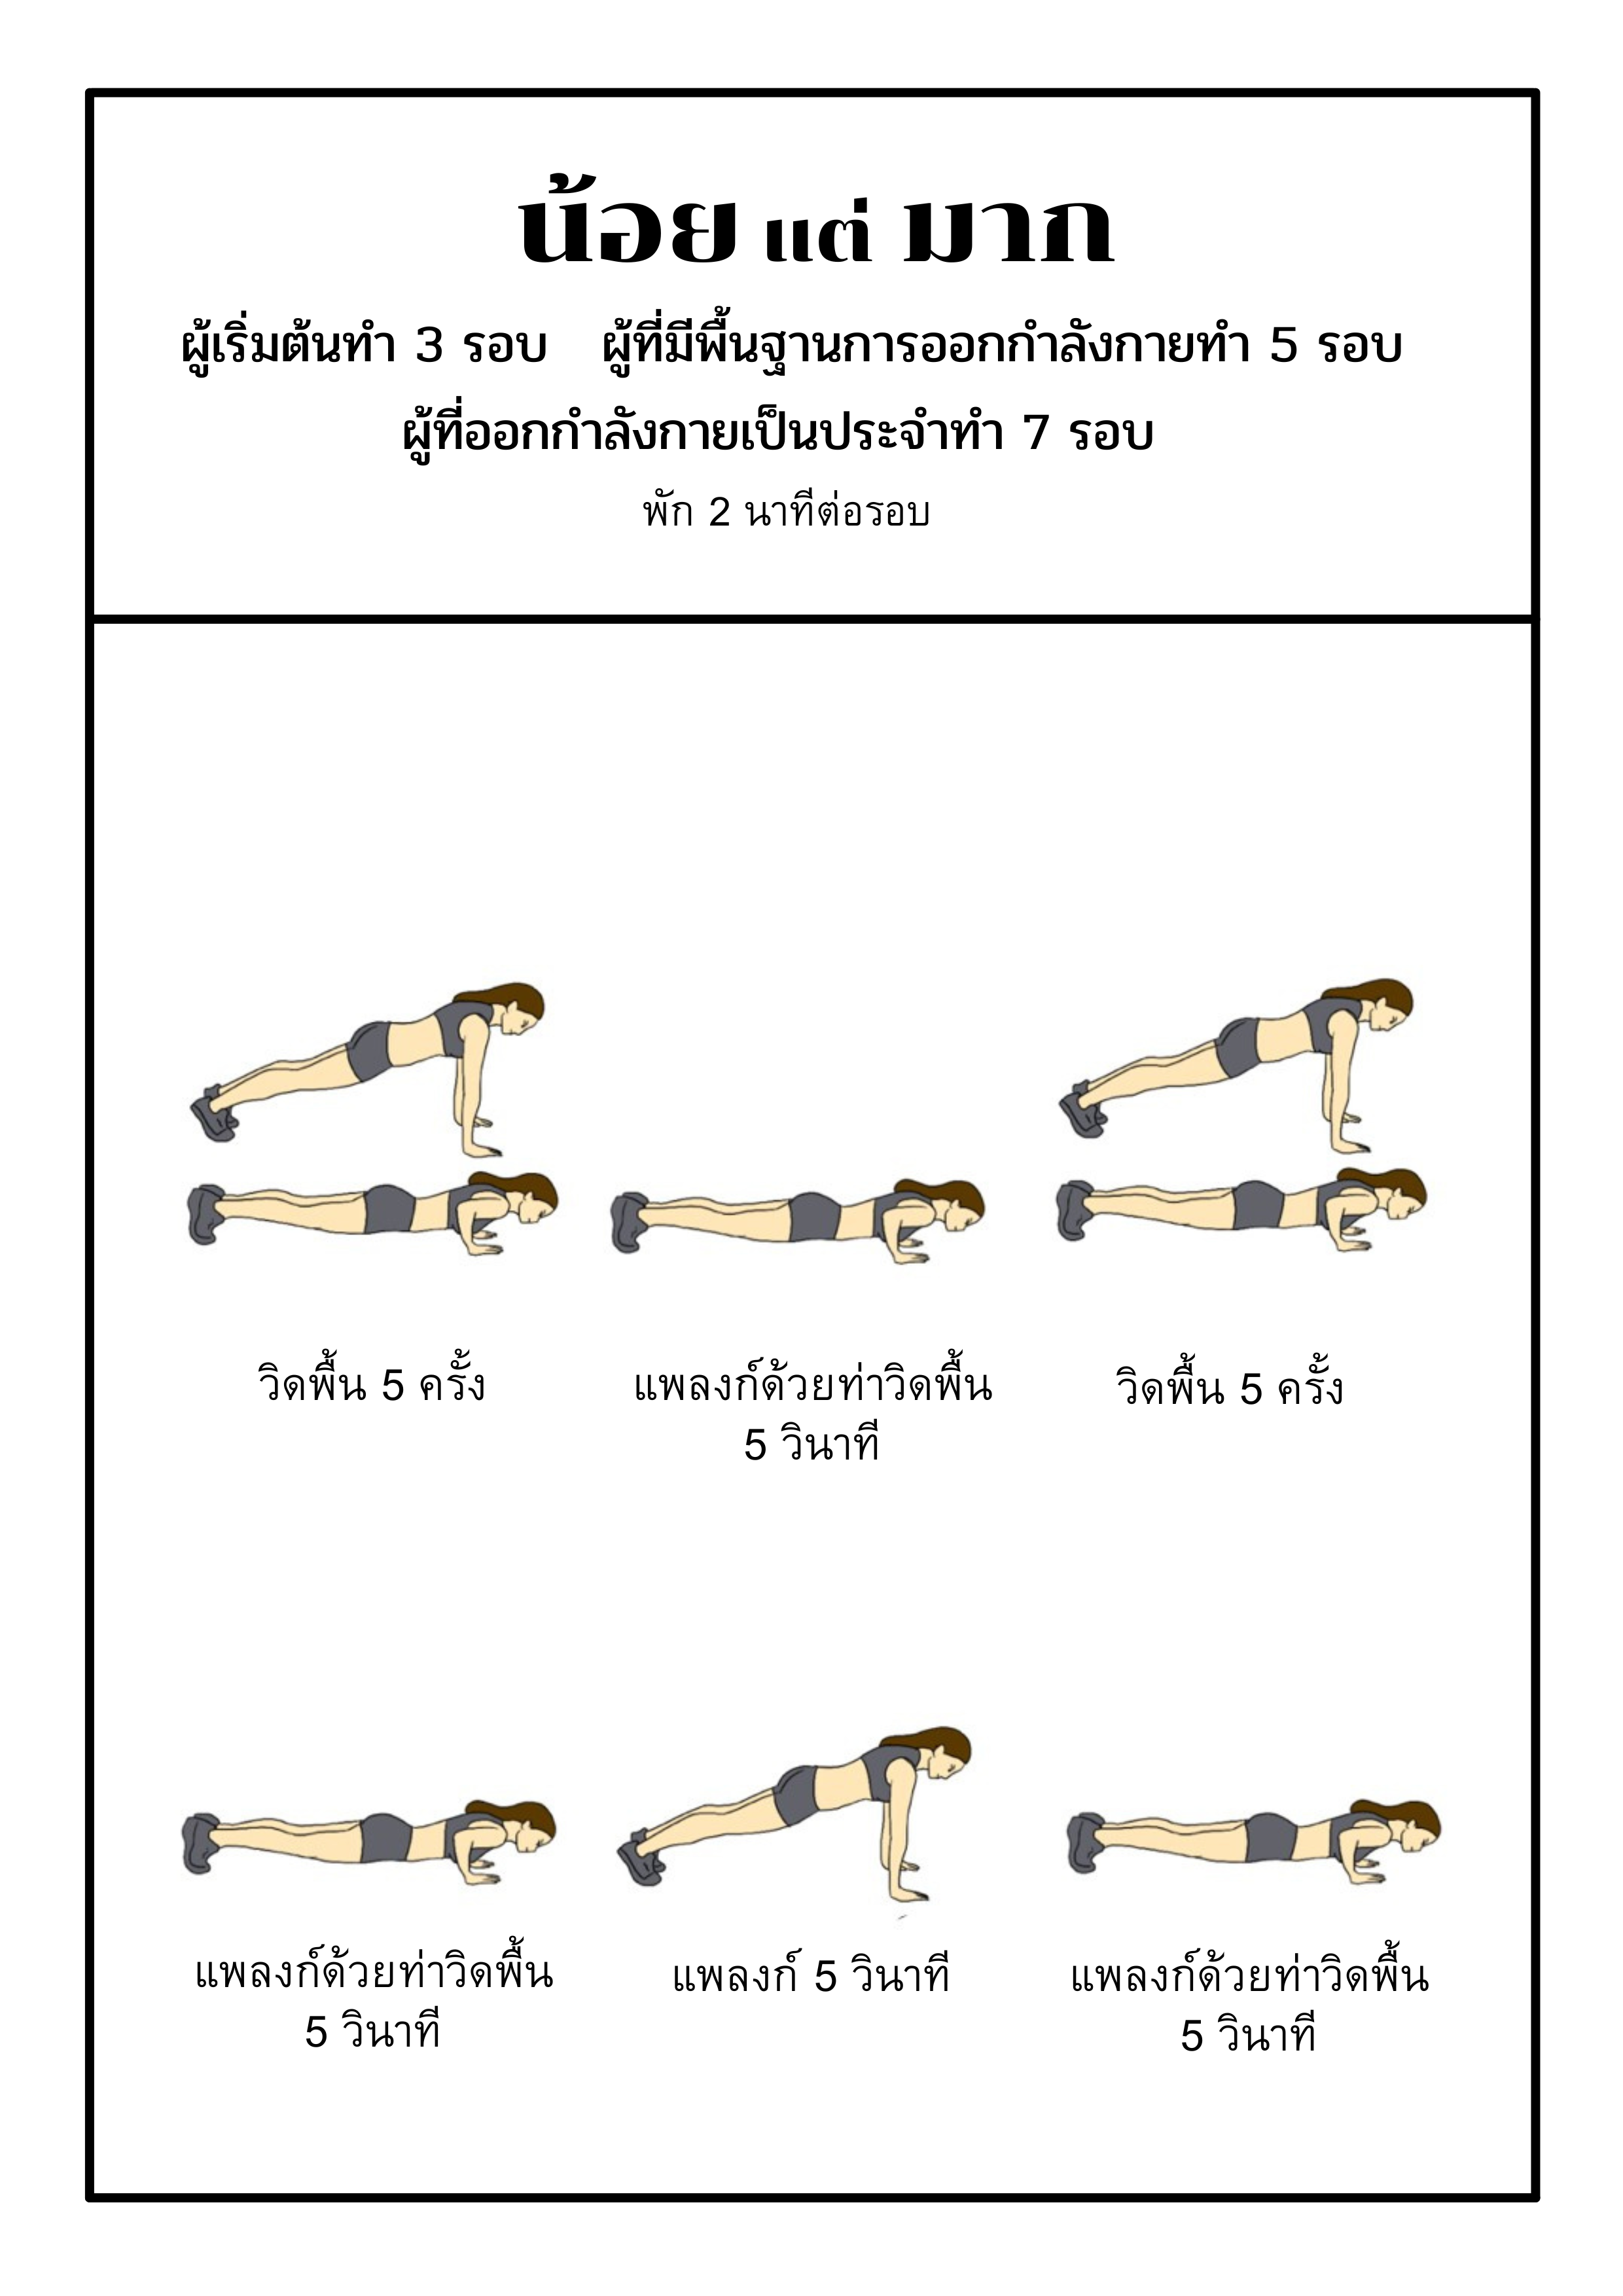 น้อย แต่ มาก
ผู้เริ่มต้นทำ 3 รอบ ผู้ที่มีพื้นฐานการออกกำลังกายทำ 5 รอบ
ผู้ที่ออกกำลังกายเป็นประจำทำ 7 รอบ
พัก 2 นาทีต่อรอบ
วิดพื้น 5 ครั้ง
แพลงก์ด้วยท่าวิดพื้น
5 วินาที
วิดพื้น 5 ครั้ง
แพลงก์ด้วยท่าวิดพื้น
5 วินาที
แพลงก์ 5 วินาที
แพลงก์ด้วยท่าวิดพื้น
5 วินาที